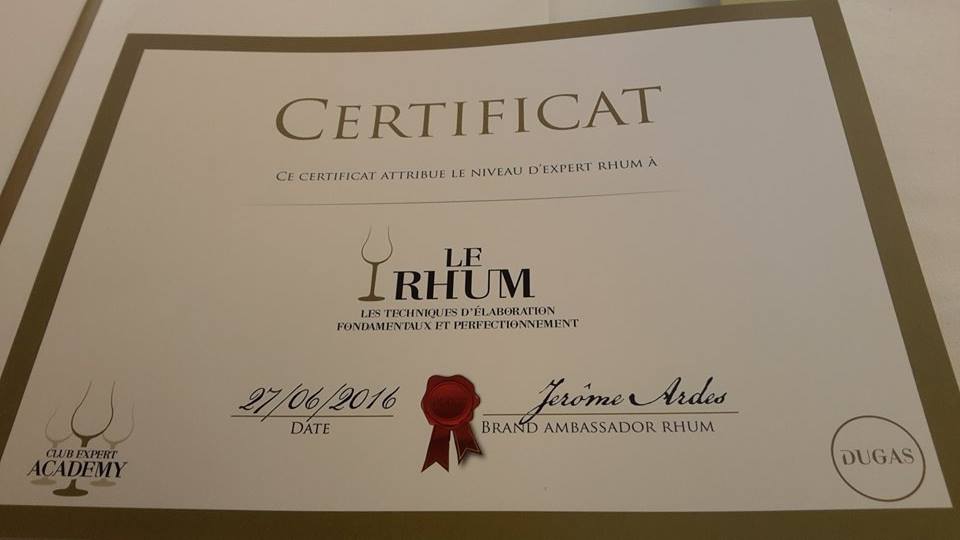 CERTIFICAT
CE CERTIFICAT ATTRIBUE LE NIVEAU D'EXPERT RHUM À
LE
RHUM
LES TECHNIQUES D'ÉLABORATION
FONDAMENTAUX ET PERFECTIONNEMENT
27/06/2016
DATE
Jerôme Ardes
BRAND AMBASSADOR RHUM
CLUB EXPERT
ACADEMY
DUGAS